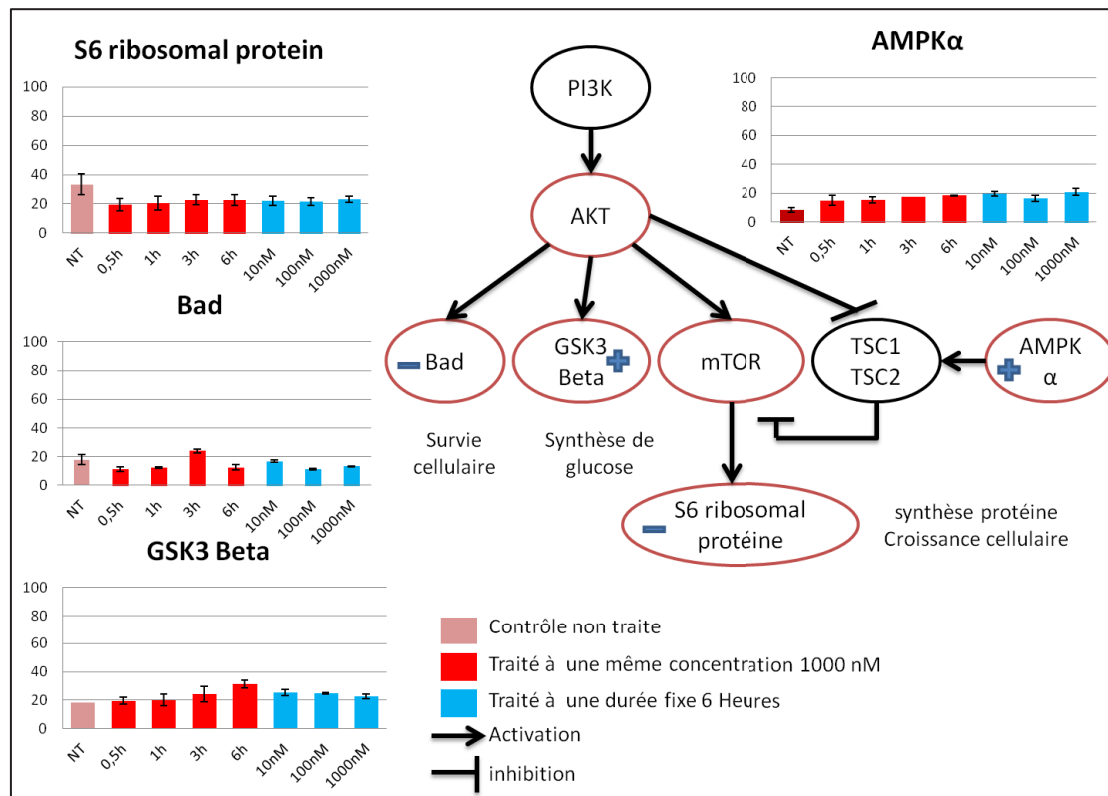 S6 ribosomal protein
100
80
60
40
20
0
NT
0,5h
1h
3h
6h
10nM
100nM
1000nM
Bad
100
80
60
40
20
0
NT
0,5h
1h
3h
6h
10nM
100nM
1000nM
GSK3 Beta
100
80
60
40
20
0
NT
0,5h
1h
3h
6h
10nM
100nM
1000nM
AMPKα
100
80
60
40
20
0
NT
0,5h
1h
3h
6h
10nM
100nM
1000nM
PI3K
AKT
Bad
GSK3
Beta
mTOR
TSC1
TSC2
AMPK
α
Survie
cellulaire
Synthèse de
glucose
S6 ribosomal
protéine
synthèse protéine
Croissance cellulaire
Contrôle non traite
Traité à une même concentration 1000 nM
Traité à une durée fixe 6 Heures
Activation
inhibition